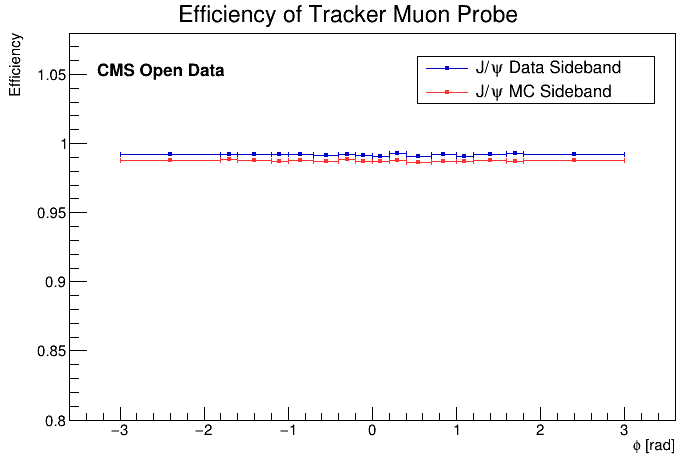 Efficiency of Tracker Muon Probe
Efficiency
CMS Open Data
J/ψ Data Sideband
J/ψ MC Sideband
1.05
1
0.95
0.9
0.85
0.8
−3 −2 −1 0 1 2 3
ϕ [rad]